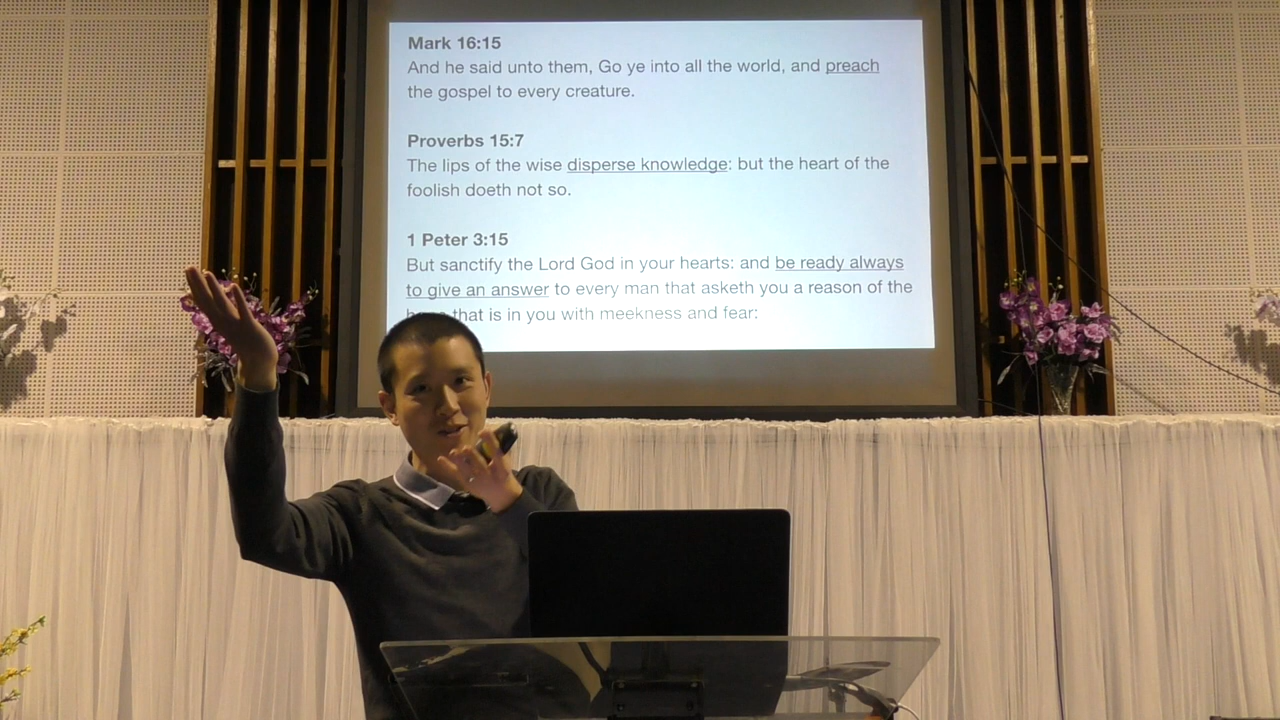 Mark 16:15
And he said unto them, Go ye into all the world, and preach
the gospel to every creature.
Proverbs 15:7
The lips of the wise disperse knowledge: but the heart of the
foolish doeth not so.
1 Peter 3:15
But sanctify the Lord God in your hearts: and be ready always
to give an answer to every man that asketh you a reason of the
hope that is in you with meekness and fear: